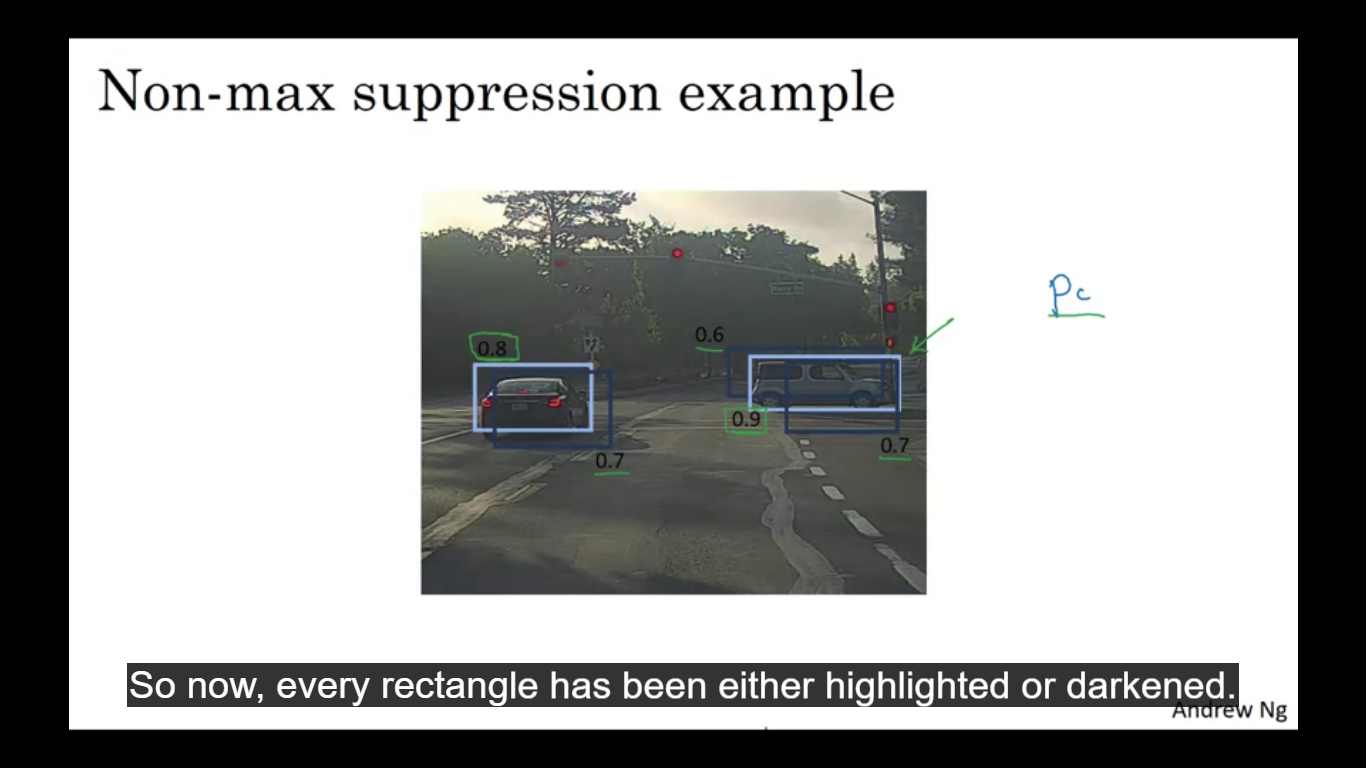 Non-max suppression example
Pc
0.6
0.8
0.9
0.7
0.7
So now, every rectangle has been either highlighted or darkened.
Andrew Ng